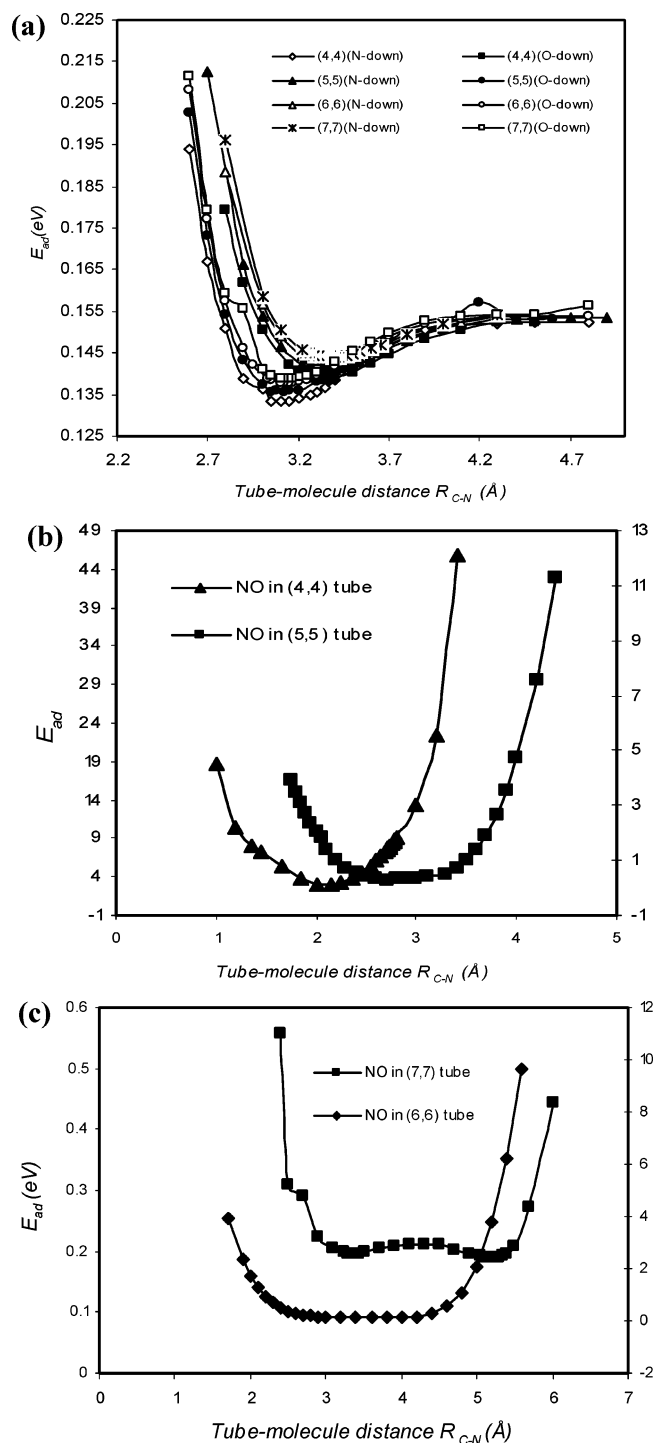 (a)
0.225
0.215
0.205
0.195
0.185
0.175
0.165
0.155
0.145
0.135
0.125
E ad (eV)
(4,4)(N-down) (4,4)(O-down)
(5,5)(N-down) (5,5)(O-down)
(6,6)(N-down) (6,6)(O-down)
(7,7)(N-down) (7,7)(O-down)
2.2 2.7 3.2 3.7 4.2 4.7
Tube-molecule distance R C-N (Å)
(b)
49
44
39
34
29
24
19
14
9
4
-1
E ad
NO in (4,4) tube
NO in (5,5) tube
13
11
9
7
5
3
1
-1
0 1 2 3 4 5
Tube-molecule distance R C-N (Å)
(c)
0.6
0.5
0.4
0.3
0.2
0.1
0
E ad (eV)
NO in (7,7) tube
NO in (6,6) tube
12
10
8
6
4
2
0
-2
0 1 2 3 4 5 6 7
Tube-molecule distance R C-N (Å)